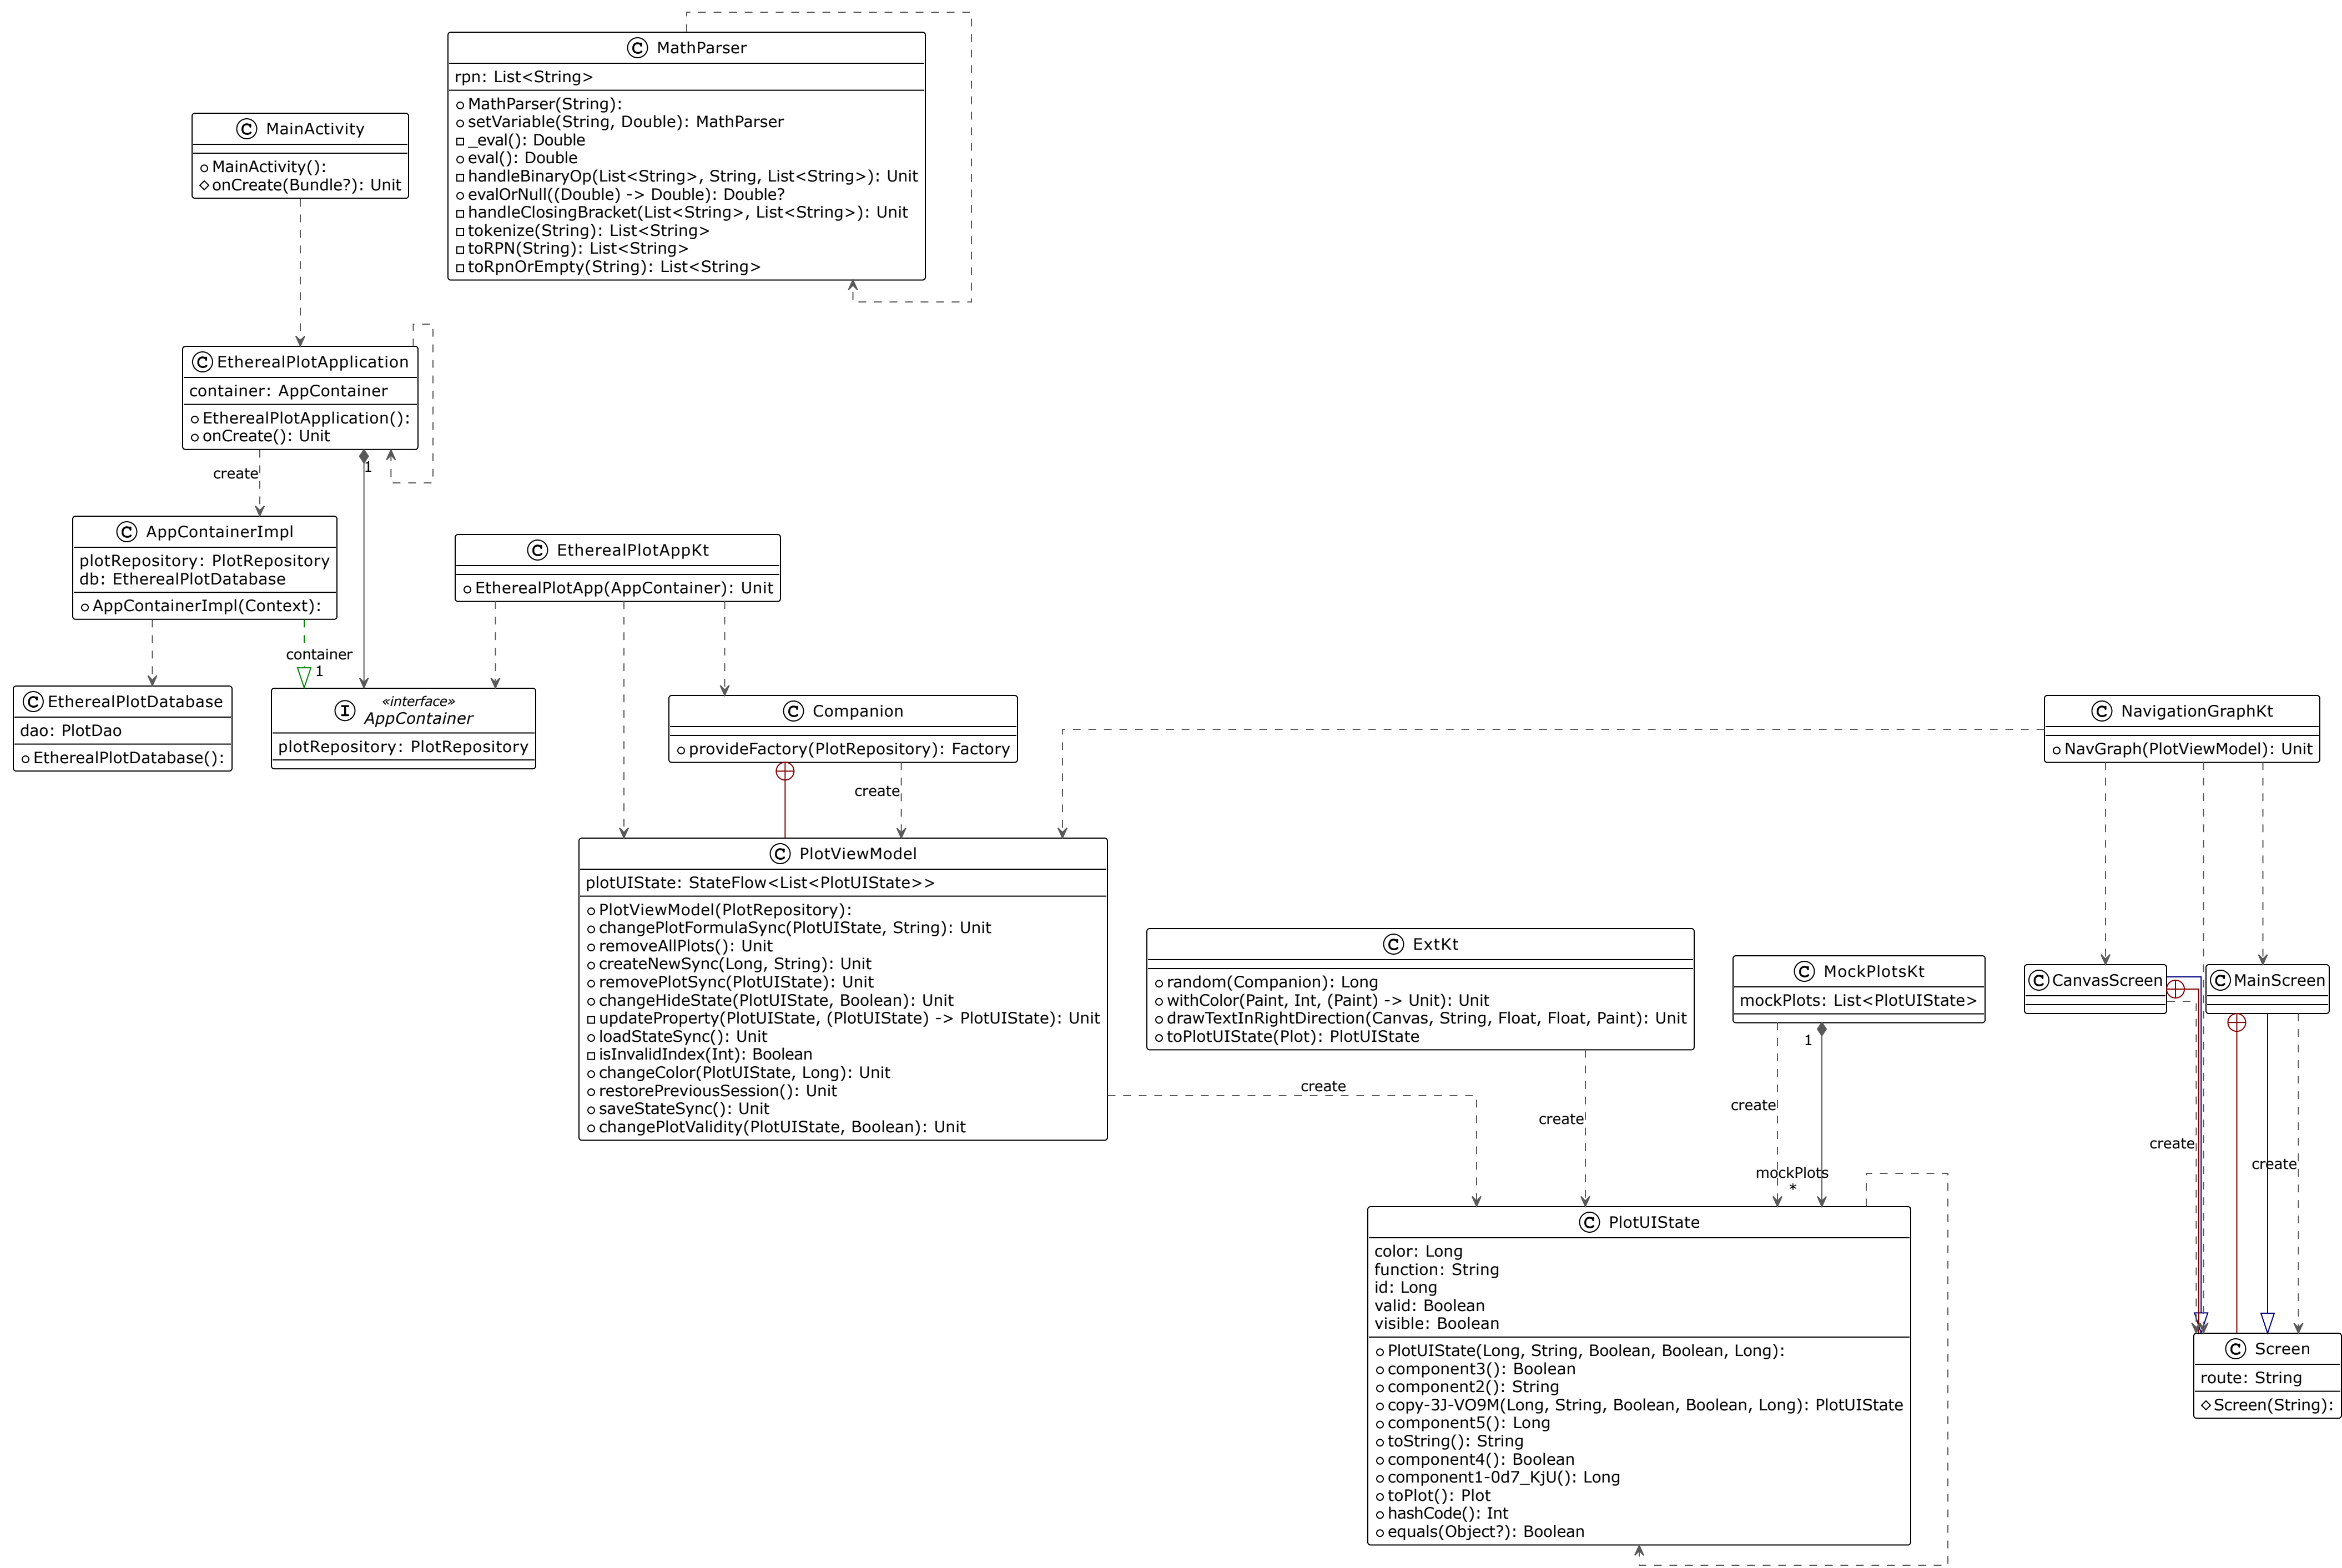 C MathParser
rpn: List<String>
MathParser(String):
setVariable(String, Double): MathParser
_eval(): Double
eval(): Double
handleBinaryOp(List<String>, String, List<String>): Unit
evalOrNull((Double) -> Double): Double?
handleClosingBracket(List<String>, List<String>): Unit
tokenize(String): List<String>
toRPN(String): List<String>
toRpnOrEmpty(String): List<String>
C MainActivity
MainActivity():
onCreate(Bundle?): Unit
C EtherealPlotApplication
container: AppContainer
EtherealPlotApplication():
onCreate(): Unit
create
1
C AppContainerImpl
plotRepository: PlotRepository
db: EtherealPlotDatabase
AppContainerImpl(Context):
container
1
C EtherealPlotDatabase
dao: PlotDao
EtherealPlotDatabase():
«interface»
I AppContainer
plotRepository: PlotRepository
C EtherealPlotAppKt
EtherealPlotApp(AppContainer): Unit
C Companion
provideFactory(PlotRepository): Factory
create
C NavigationGraphKt
NavGraph(PlotViewModel): Unit
C PlotViewModel
plotUIState: StateFlow<List<PlotUIState>>
PlotViewModel(PlotRepository):
changePlotFormulaSync(PlotUIState, String): Unit
removeAllPlots(): Unit
createNewSync(Long, String): Unit
removePlotSync(PlotUIState): Unit
changeHideState(PlotUIState, Boolean): Unit
updateProperty(PlotUIState, (PlotUIState) -> PlotUIState): Unit
loadStateSync(): Unit
isInvalidIndex(Int): Boolean
changeColor(PlotUIState, Long): Unit
restorePreviousSession(): Unit
saveStateSync(): Unit
changePlotValidity(PlotUIState, Boolean): Unit
create
C ExtKt
random(Companion): Long
withColor(Paint, Int, (Paint) -> Unit): Unit
drawTextInRightDirection(Canvas, String, Float, Float, Paint): Unit
toPlotUIState(Plot): PlotUIState
create
C MockPlotsKt
mockPlots: List<PlotUIState>
1
create
mockPlots
*
C CanvasScreen
C MainScreen
create
create
C PlotUIState
color: Long
function: String
id: Long
valid: Boolean
visible: Boolean
PlotUIState(Long, String, Boolean, Boolean, Long):
component3(): Boolean
component2(): String
copy-3J-VO9M(Long, String, Boolean, Boolean, Long): PlotUIState
component5(): Long
toString(): String
component4(): Boolean
component1-0d7_KjU(): Long
toPlot(): Plot
hashCode(): Int
equals(Object?): Boolean
C Screen
route: String
Screen(String):